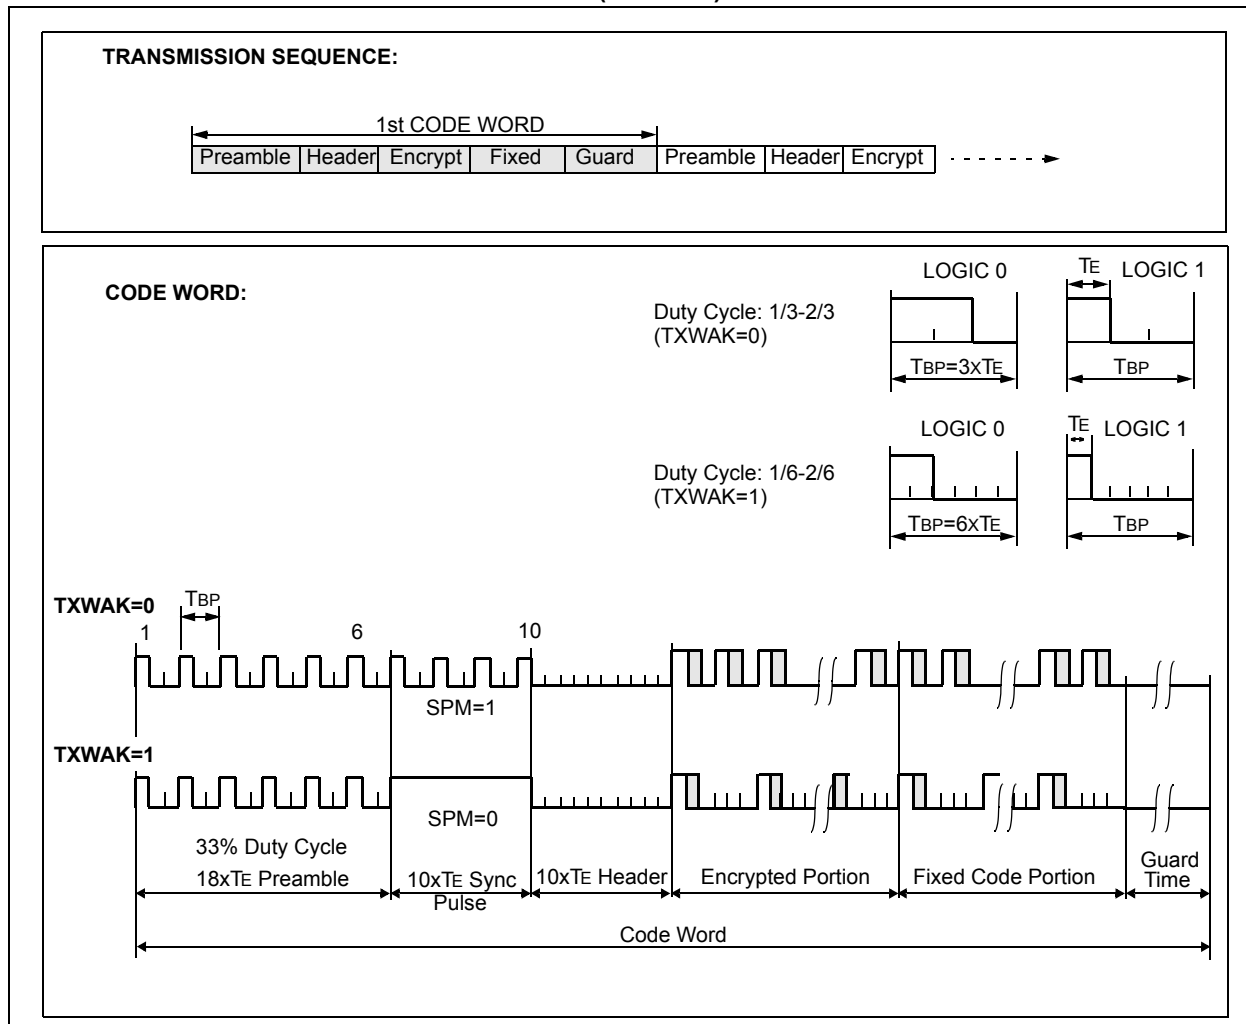 TRANSMISSION SEQUENCE:
1st CODE WORD
Preamble Header Encrypt Fixed Guard Preamble Header Encrypt
CODE WORD:
LOGIC 0
TE LOGIC 1
Duty Cycle: 1/3-2/3
(TXWAK=0)
TBP=3xTE
TBP
LOGIC 0
TE LOGIC 1
Duty Cycle: 1/6-2/6
(TXWAK=1)
TBP=6xTE
TBP
TXWAK=0
TBP
1 6 10
SPM=1
TXWAK=1
SPM=0
33% Duty Cycle
18xTE Preamble
10xTE Sync
Pulse
10xTE Header
Encrypted Portion
Fixed Code Portion
Guard
Time
Code Word